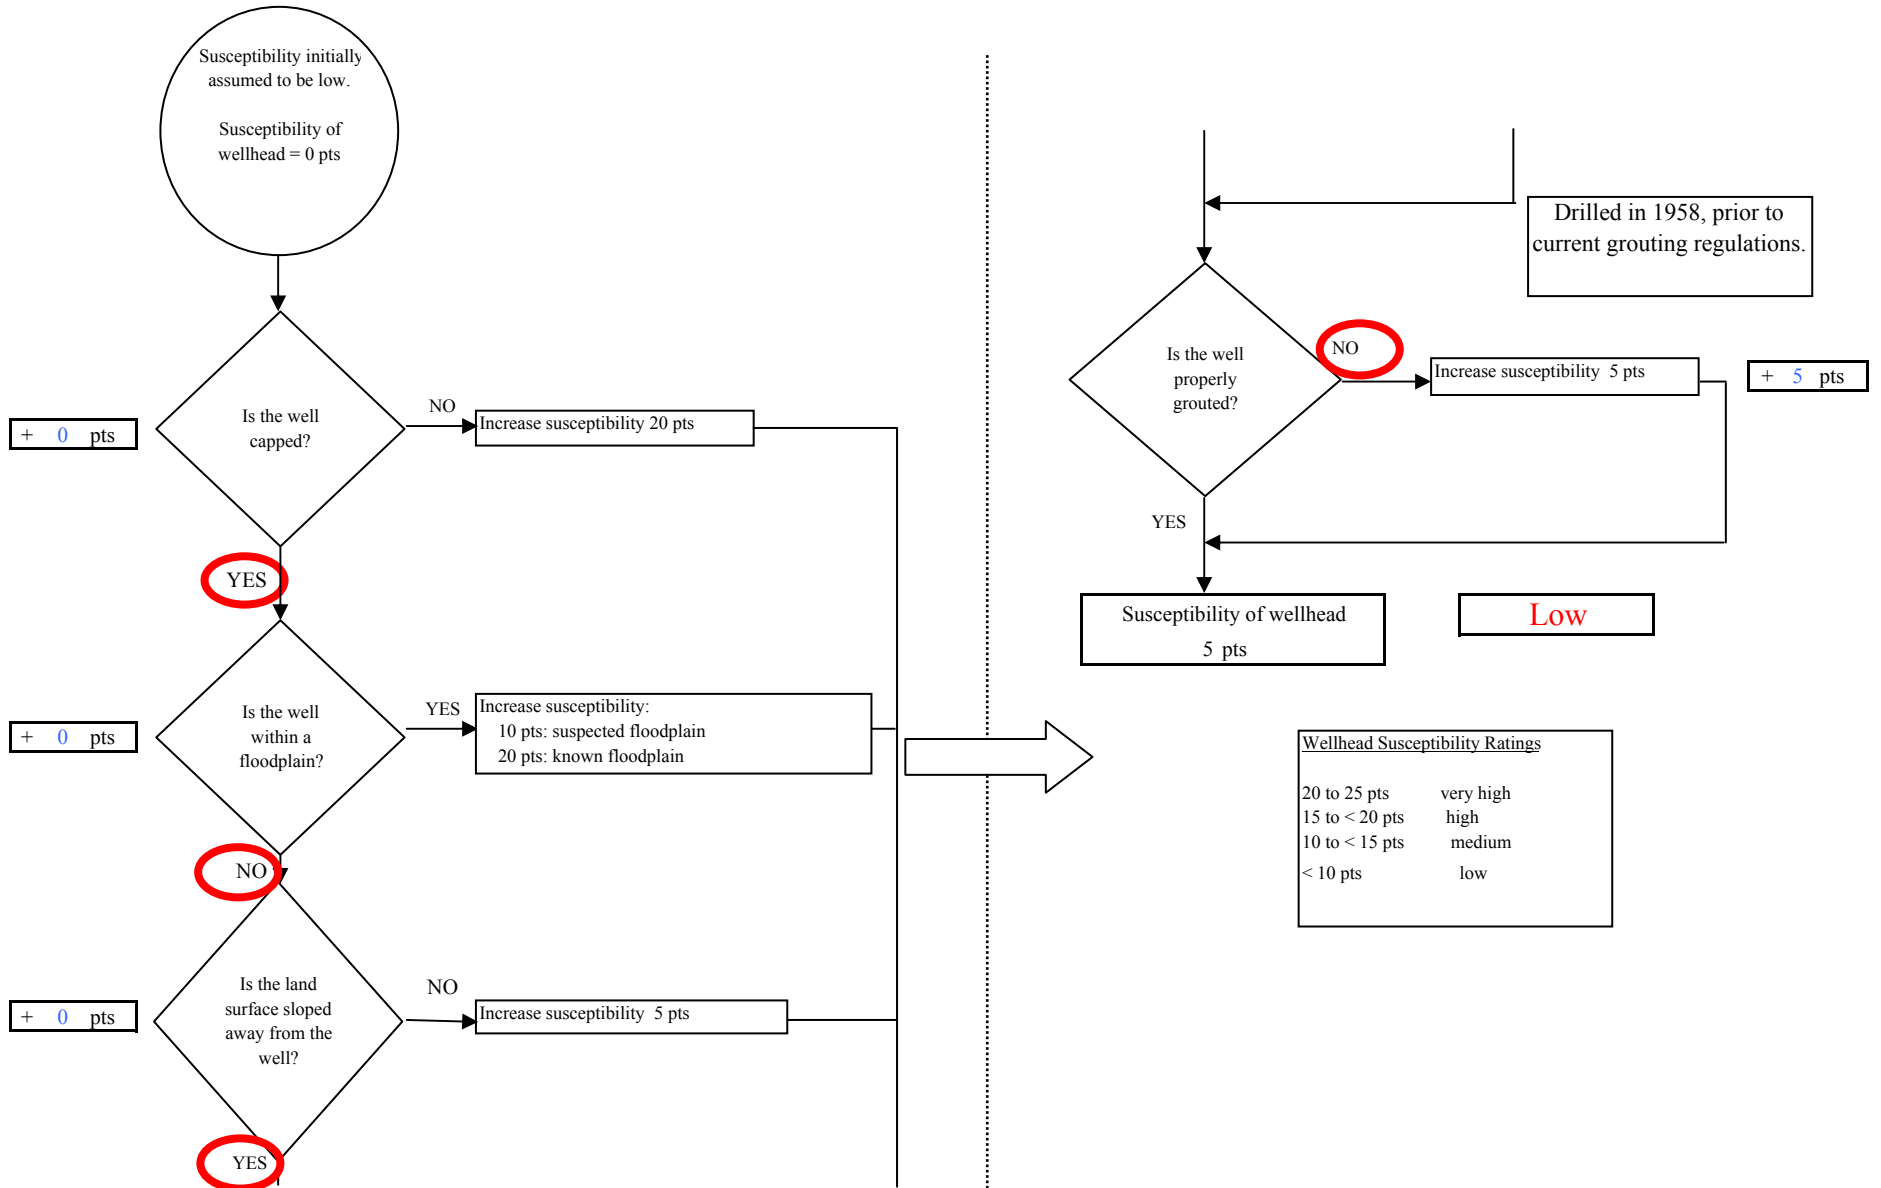 Susceptibility initially
assumed to be low.
Susceptibility of
wellhead = 0 pts
Is the well
capped?
+ 0 pts
NO
Increase susceptibility 20 pts
YES
Is the well
within a
floodplain?
+ 0 pts
YES
Increase susceptibility:
10 pts: suspected floodplain
20 pts: known floodplain
NO
Is the land
surface sloped
away from the
well?
+ 0 pts
NO
Increase susceptibility 5 pts
YES
Drilled in 1958, prior to
current grouting regulations.
Is the well
properly
grouted?
NO
Increase susceptibility 5 pts
+ 5 pts
YES
Susceptibility of wellhead
5 pts
Low
Wellhead Susceptibility Ratings
20 to 25 pts very high
15 to < 20 pts high
10 to < 15 pts medium
< 10 pts low